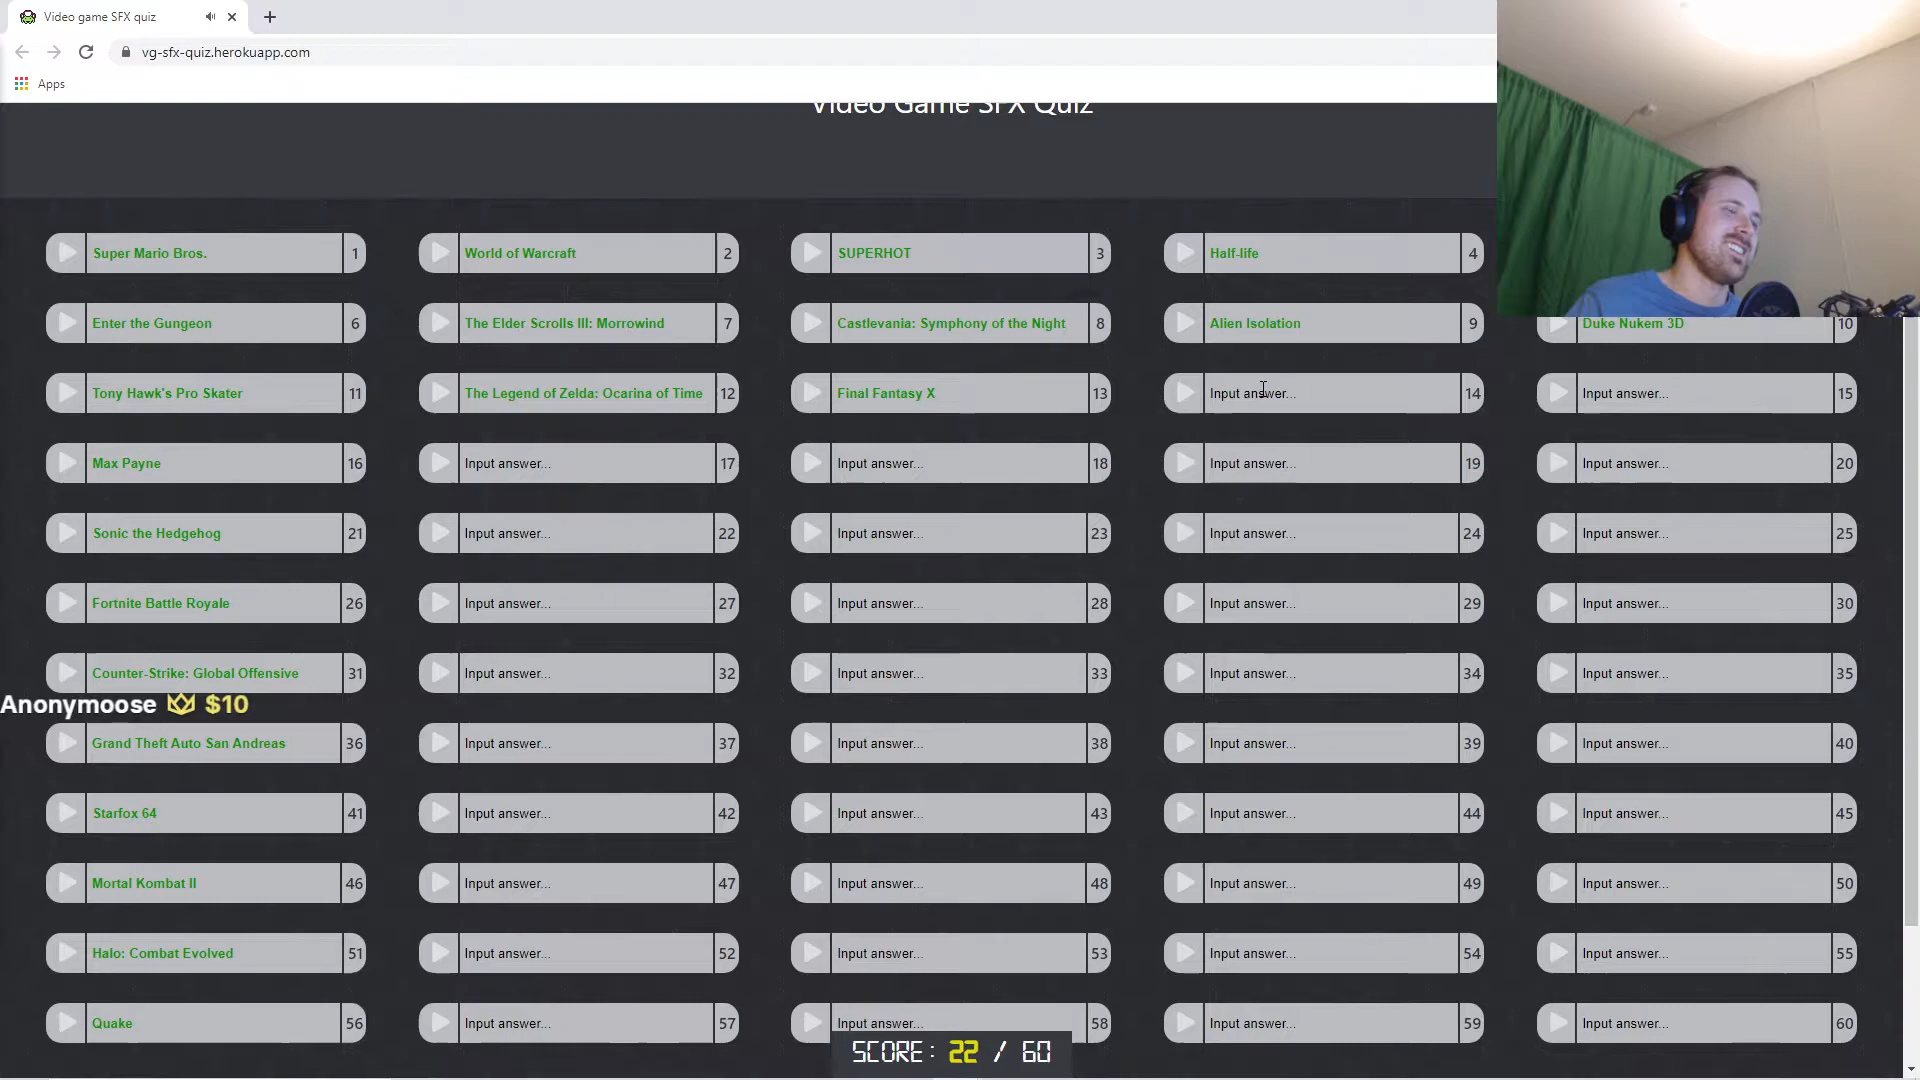 Video game SFX quiz
vg-sfx-quiz.herokuapp.com
Apps
Video Game SFX Quiz
Super Mario Bros. 1
World of Warcraft 2
SUPERHOT 3
Half-life 4
Enter the Gungeon 6
The Elder Scrolls III: Morrowind 7
Castlevania: Symphony of the Night 8
Alien Isolation 9
Duke Nukem 3D 10
Tony Hawk's Pro Skater 11
The Legend of Zelda: Ocarina of Time 12
Final Fantasy X 13
Input answer... 14
Input answer... 15
Max Payne 16
Input answer... 17
Input answer... 18
Input answer... 19
Input answer... 20
Sonic the Hedgehog 21
Input answer... 22
Input answer... 23
Input answer... 24
Input answer... 25
Fortnite Battle Royale 26
Input answer... 27
Input answer... 28
Input answer... 29
Input answer... 30
Counter-Strike: Global Offensive 31
Input answer... 32
Input answer... 33
Input answer... 34
Input answer... 35
Anonymoose $10
Grand Theft Auto San Andreas 36
Input answer... 37
Input answer... 38
Input answer... 39
Input answer... 40
Starfox 64 41
Input answer... 42
Input answer... 43
Input answer... 44
Input answer... 45
Mortal Kombat II 46
Input answer... 47
Input answer... 48
Input answer... 49
Input answer... 50
Halo: Combat Evolved 51
Input answer... 52
Input answer... 53
Input answer... 54
Input answer... 55
Quake 56
Input answer... 57
Input answer... 58
Input answer... 59
Input answer... 60
SCORE: 22 / 60